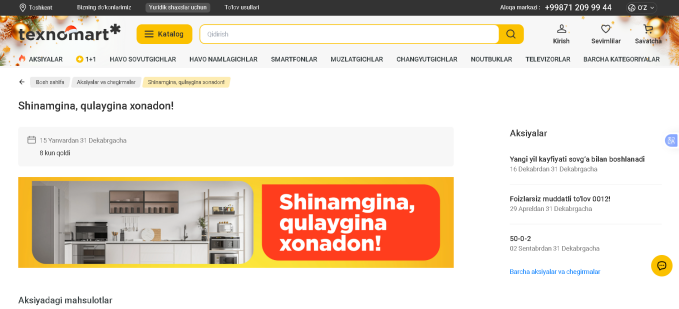 Toshkent
Bizning do'konlarimiz
Yuridik shaxslar uchun
To'lov usullari
Aloqa markazi : +99871 209 99 44
O'Z
texnomart
Katalog
Qidirish
Kirish
Sevimlilar
Savatcha
AKSIYALAR
1+1
HAVO SOVUTGICHLAR
HAVO NAMLAGICHLAR
SMARTFONLAR
MUZLATGICHLAR
CHANGYUTGICHLAR
NOUTBUKLAR
TELEVIZORLAR
BARCHA KATEGORIYALAR
Bosh sahifa
Aksiyalar va chegirmalar
Shinamgina, qulaygina xonadon!
Shinamgina, qulaygina xonadon!
15 Yanvardan 31 Dekabrgacha
8 kun qoldi
Shinamgina,
qulaygina
xonadon!
Aksiyadagi mahsulotlar
Aksiyalar
Yangi yil kayfiyati sovg'a bilan boshlanadi
16 Dekabrdan 31 Dekabrgacha
Foizlarsiz muddatli to'lov 0012!
29 Apreldan 31 Dekabrgacha
50-0-2
02 Sentabrdan 31 Dekabrgacha
Barcha aksiyalar va chegirmalar